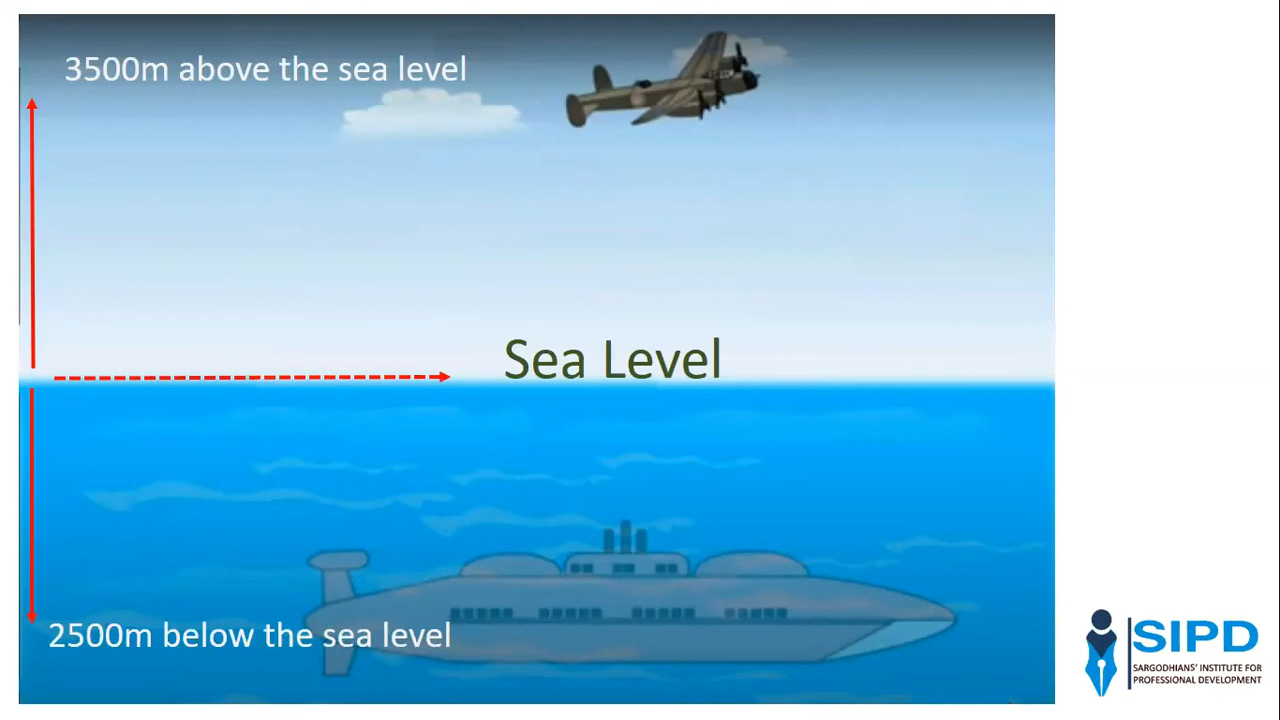 3500m above the sea level
Sea Level
2500m below the sea level
SIPD
SARGODHIANS' INSTITUTE FOR
PROFESSIONAL DEVELOPMENT